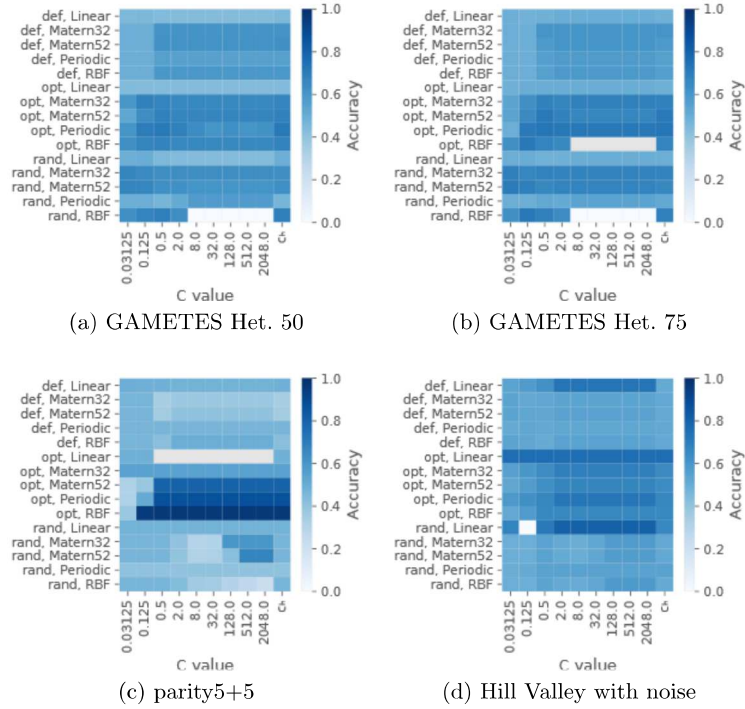 def, Linear
def, Matern32
def, Matern52
def, Periodic
def, RBF
opt, Linear
opt, Matern32
opt, Matern52
opt, Periodic
opt, RBF
rand, Linear
rand, Matern32
rand, Matern52
rand, Periodic
rand, RBF
0.03125
0.125
0.5
2.0
8.0
32.0
128.0
512.0
2048.0
Ch
C value
1.0
0.8
0.6
0.4
0.2
0.0
Accuracy
(a) GAMETES Het. 50
def, Linear
def, Matern32
def, Matern52
def, Periodic
def, RBF
opt, Linear
opt, Matern32
opt, Matern52
opt, Periodic
opt, RBF
rand, Linear
rand, Matern32
rand, Matern52
rand, Periodic
rand, RBF
0.03125
0.125
0.5
2.0
8.0
32.0
128.0
512.0
2048.0
Ch
C value
1.0
0.8
0.6
0.4
0.2
0.0
Accuracy
(b) GAMETES Het. 75
def, Linear
def, Matern32
def, Matern52
def, Periodic
def, RBF
opt, Linear
opt, Matern32
opt, Matern52
opt, Periodic
opt, RBF
rand, Linear
rand, Matern32
rand, Matern52
rand, Periodic
rand, RBF
0.03125
0.125
0.5
2.0
8.0
32.0
128.0
512.0
2048.0
Ch
C value
1.0
0.8
0.6
0.4
0.2
0.0
Accuracy
(c) parity5+5
def, Linear
def, Matern32
def, Matern52
def, Periodic
def, RBF
opt, Linear
opt, Matern32
opt, Matern52
opt, Periodic
opt, RBF
rand, Linear
rand, Matern32
rand, Matern52
rand, Periodic
rand, RBF
0.03125
0.125
0.5
2.0
8.0
32.0
128.0
512.0
2048.0
Ch
C value
1.0
0.8
0.6
0.4
0.2
0.0
Accuracy
(d) Hill Valley with noise